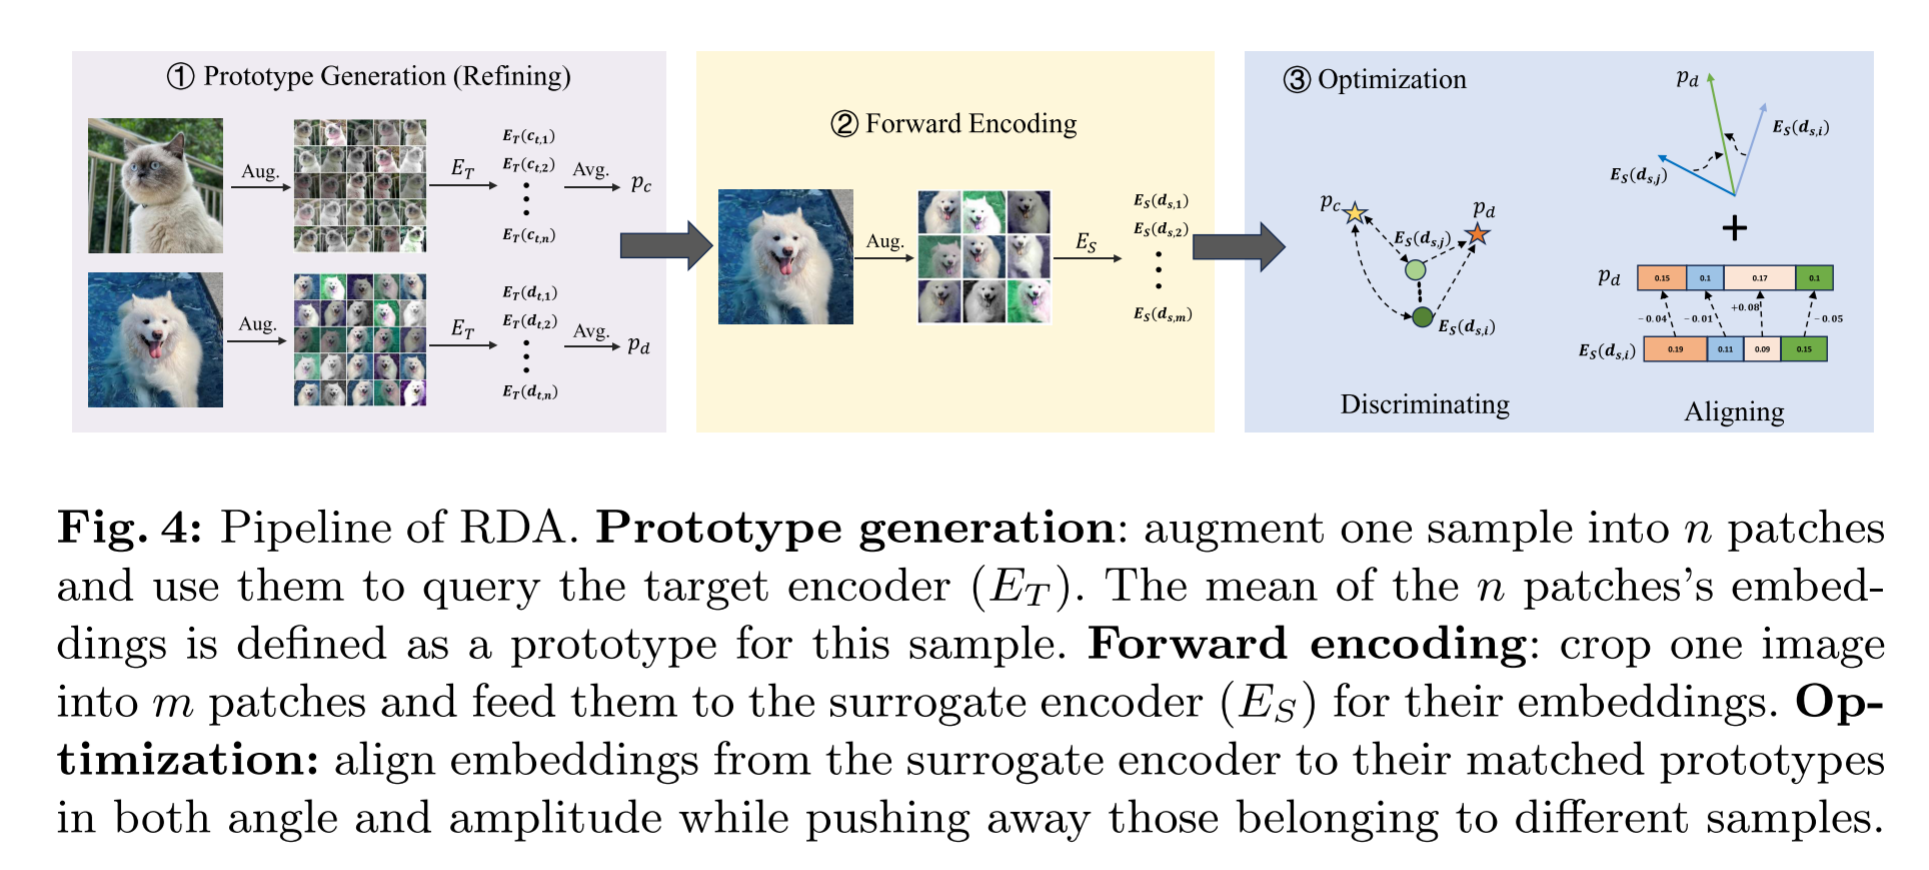 ① Prototype Generation (Refining)
Aug.
E_T
E_T(c_{t,1})
E_T(c_{t,2})
⋮
E_T(c_{t,n})
Avg.
p_c
Aug.
E_T
E_T(d_{t,1})
E_T(d_{t,2})
⋮
E_T(d_{t,n})
Avg.
p_d
② Forward Encoding
Aug.
E_S
E_S(d_{s,1})
E_S(d_{s,2})
⋮
E_S(d_{s,m})
③ Optimization
p_c
p_d
E_S(d_{s,j})
E_S(d_{s,i})
Discriminating
p_d
E_S(d_{s,i})
E_S(d_{s,j})
+
p_d 0.15 0.1 0.17 0.1
-0.04 -0.01 +0.08 -0.05
E_S(d_{s,i}) 0.19 0.11 0.09 0.15
Aligning
Fig. 4: Pipeline of RDA. Prototype generation: augment one sample into n patches
and use them to query the target encoder (E_T). The mean of the n patches's embed-
dings is defined as a prototype for this sample. Forward encoding: crop one image
into m patches and feed them to the surrogate encoder (E_S) for their embeddings. Op-
timization: align embeddings from the surrogate encoder to their matched prototypes
in both angle and amplitude while pushing away those belonging to different samples.